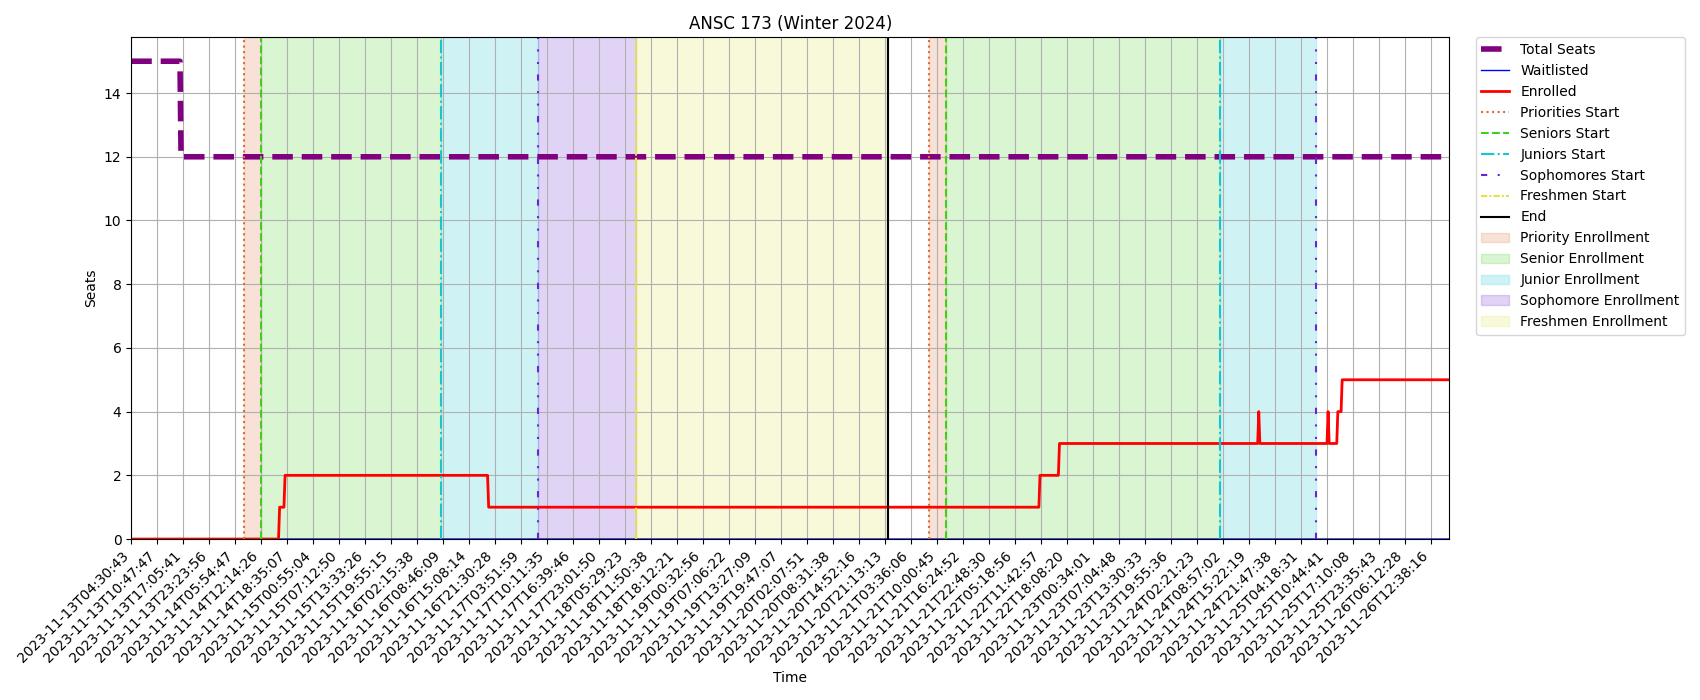 ANSC 173 (Winter 2024)
Seats
14
12
10
8
6
4
2
0
2023-11-13T04:30:43
2023-11-13T10:47:47
2023-11-13T17:05:41
2023-11-13T23:23:56
2023-11-14T05:54:47
2023-11-14T12:14:26
2023-11-14T18:35:07
2023-11-15T00:55:04
2023-11-15T07:12:50
2023-11-15T13:33:26
2023-11-15T19:55:15
2023-11-16T02:15:38
2023-11-16T08:46:09
2023-11-16T15:08:14
2023-11-16T21:30:28
2023-11-17T03:51:59
2023-11-17T10:11:35
2023-11-17T16:39:46
2023-11-17T23:01:50
2023-11-18T05:29:23
2023-11-18T11:50:38
2023-11-18T18:12:21
2023-11-19T00:32:56
2023-11-19T07:06:22
2023-11-19T13:27:09
2023-11-19T19:47:07
2023-11-20T02:07:51
2023-11-20T08:31:38
2023-11-20T14:52:16
2023-11-20T21:13:13
2023-11-21T03:36:06
2023-11-21T10:00:45
2023-11-21T16:24:52
2023-11-21T22:48:30
2023-11-22T05:18:56
2023-11-22T11:42:57
2023-11-22T18:08:20
2023-11-23T00:34:01
2023-11-23T07:04:48
2023-11-23T13:30:33
2023-11-23T19:55:36
2023-11-24T02:21:23
2023-11-24T08:57:02
2023-11-24T15:22:19
2023-11-24T21:47:38
2023-11-25T04:18:31
2023-11-25T10:44:41
2023-11-25T17:10:08
2023-11-25T23:35:43
2023-11-26T06:12:28
2023-11-26T12:38:16
Time
Total Seats
Waitlisted
Enrolled
Priorities Start
Seniors Start
Juniors Start
Sophomores Start
Freshmen Start
End
Priority Enrollment
Senior Enrollment
Junior Enrollment
Sophomore Enrollment
Freshmen Enrollment